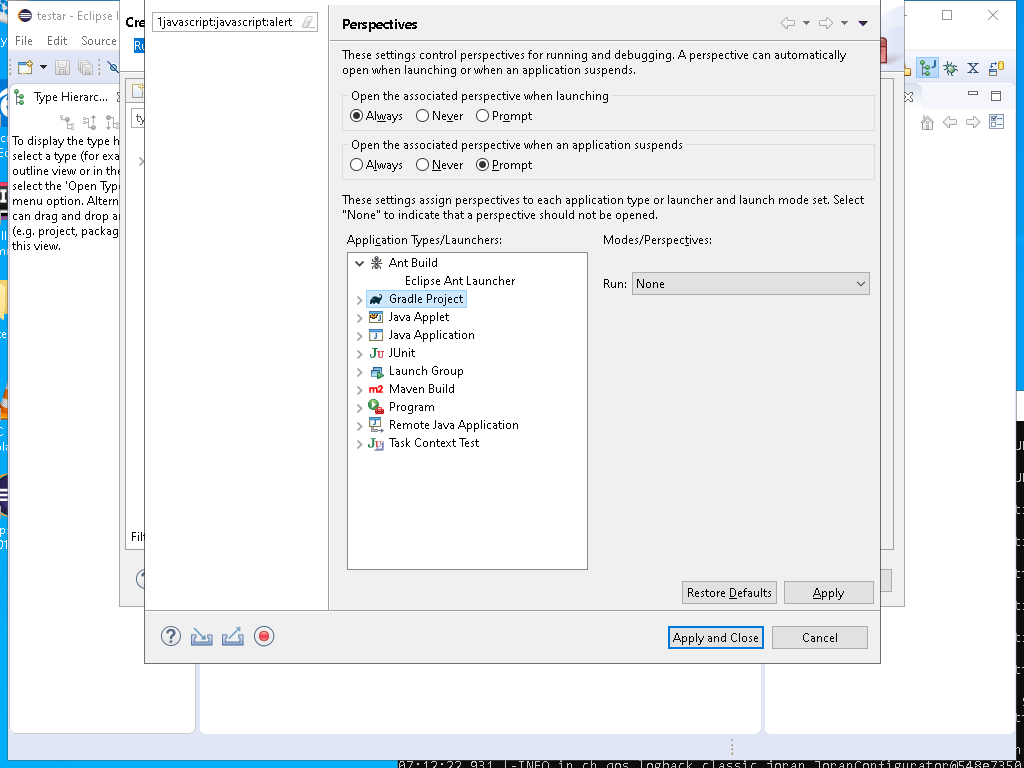 testar - Eclipse I
File Edit Source
Type Hierarc...
To display the type h
select a type (for exa
outline view or in the
select the 'Open Type
menu option. Altern
can drag and drop a
(e.g. project, packag
this view.
Cre
Ru
ty
Filt
1javascript:javascript:alert
Perspectives
These settings control perspectives for running and debugging. A perspective can automatically
open when launching or when an application suspends.
Open the associated perspective when launching
Always Never Prompt
Open the associated perspective when an application suspends
Always Never Prompt
These settings assign perspectives to each application type or launcher and launch mode set. Select
"None" to indicate that a perspective should not be opened.
Application Types/Launchers:
Modes/Perspectives:
Ant Build
Eclipse Ant Launcher
Gradle Project
Java Applet
Java Application
JUnit
Launch Group
Maven Build
Program
Remote Java Application
Task Context Test
Run: None
Restore Defaults Apply
Apply and Close Cancel
07:12:22.931 |-INFO in ch.qos.logback.classic.joran.JoranConfigurator@548e7350